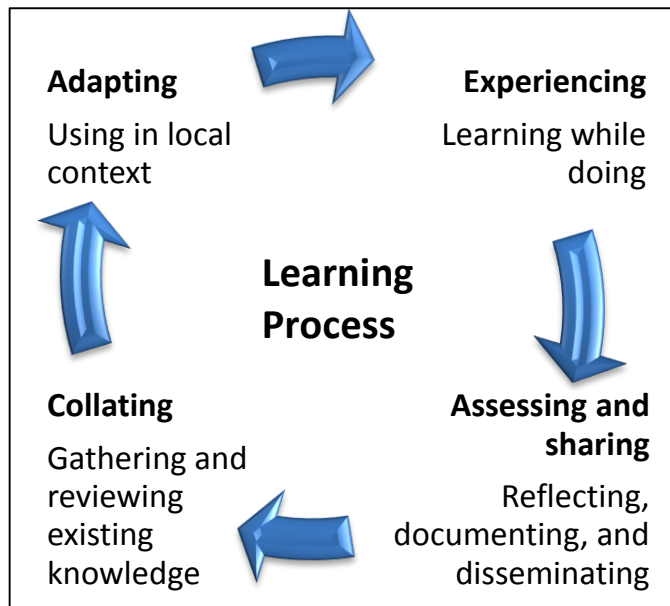 Adapting
Using in local
context
Experiencing
Learning while
doing
Learning
Process
Collating
Gathering and
reviewing
existing
knowledge
Assessing and
sharing
Reflecting,
documenting, and
disseminating